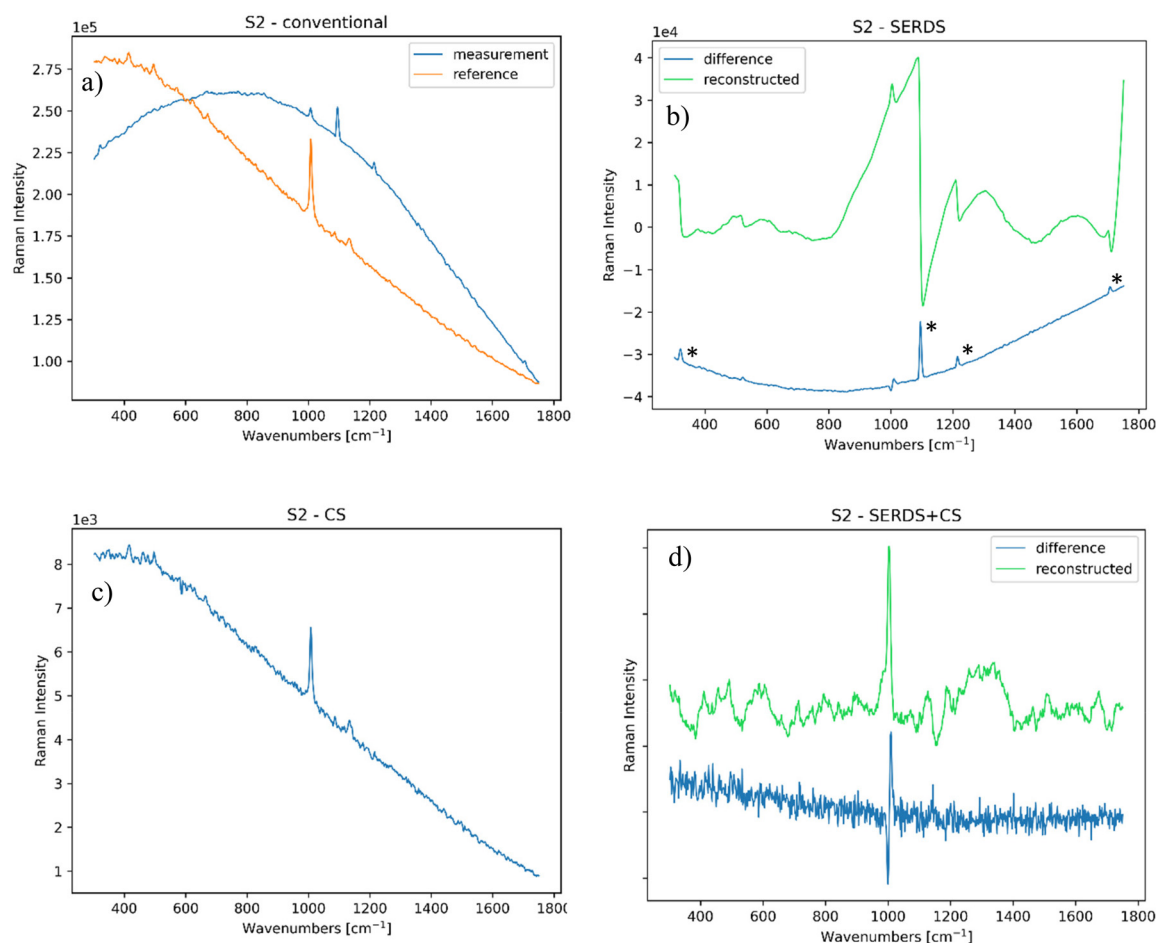 S2 - conventional
1e5
measurement
reference
a)
2.75
2.50
2.25
2.00
1.75
1.50
1.25
1.00
Raman Intensity
400 600 800 1000 1200 1400 1600 1800
Wavenumbers [cm⁻¹]
S2 - SERDS
1e4
difference
reconstructed
b)
4
3
2
1
0
−1
−2
−3
−4
Raman Intensity
* * * *
400 600 800 1000 1200 1400 1600 1800
Wavenumbers [cm⁻¹]
S2 - CS
1e3
c)
8
7
6
5
4
3
2
1
Raman Intensity
400 600 800 1000 1200 1400 1600 1800
Wavenumbers [cm⁻¹]
S2 - SERDS+CS
d)
difference
reconstructed
Raman Intensity
400 600 800 1000 1200 1400 1600 1800
Wavenumbers [cm⁻¹]